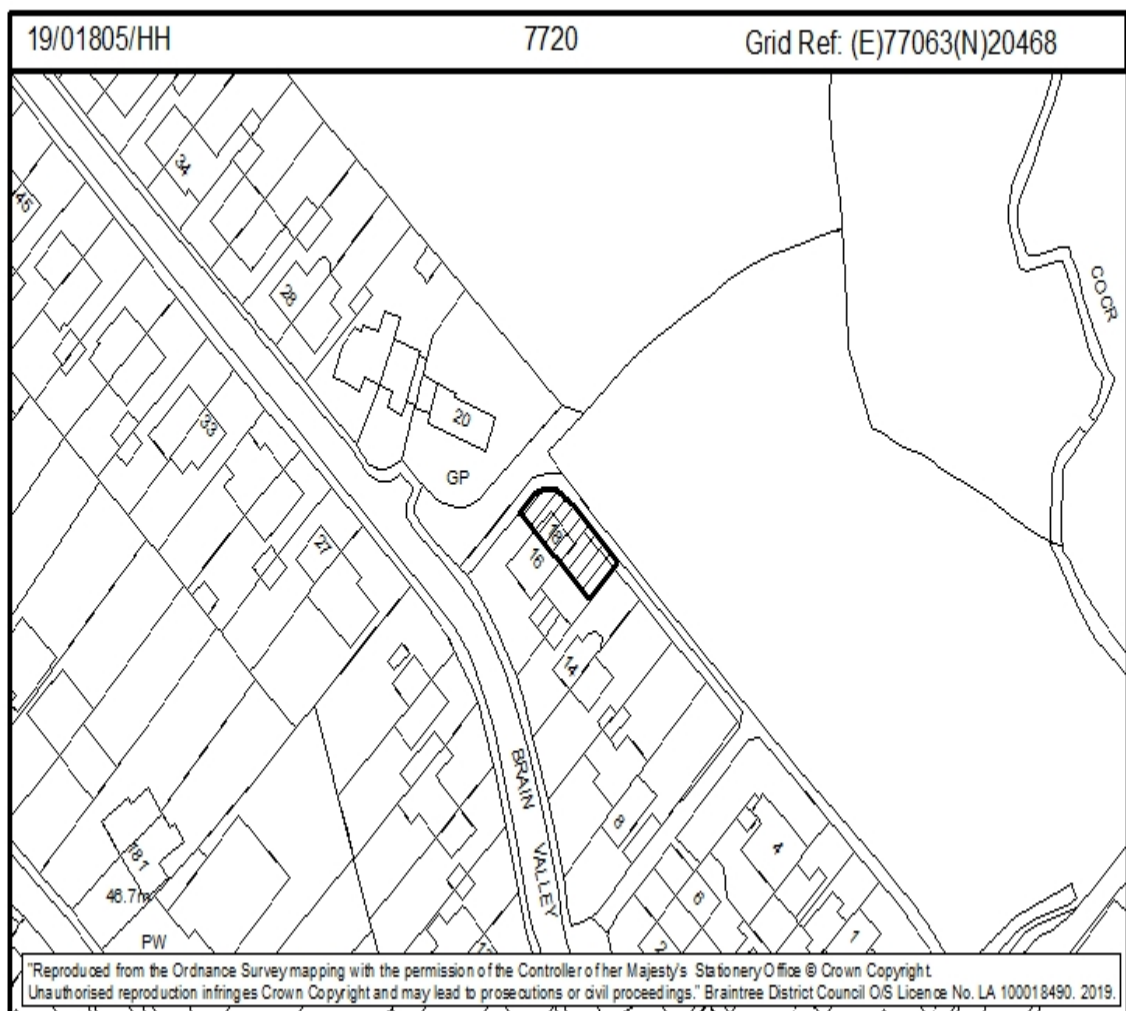 19/01805/HH 7720 Grid Ref: (E)77063(N)20468
34
45
28
COCR
20
33
GP
18
27
16
14
BRAIN
8
4
181
VALLEY
6
46.7m
1
2
PW
"Reproduced from the Ordnance Survey mapping with the permission of the Controller of her Majesty's Stationery Office © Crown Copyright.
Unauthorised reproduction infringes Crown Copyright and may lead to prosecutions or civil proceedings." Braintree District Council O/S Licence No. LA 100018490. 2019.